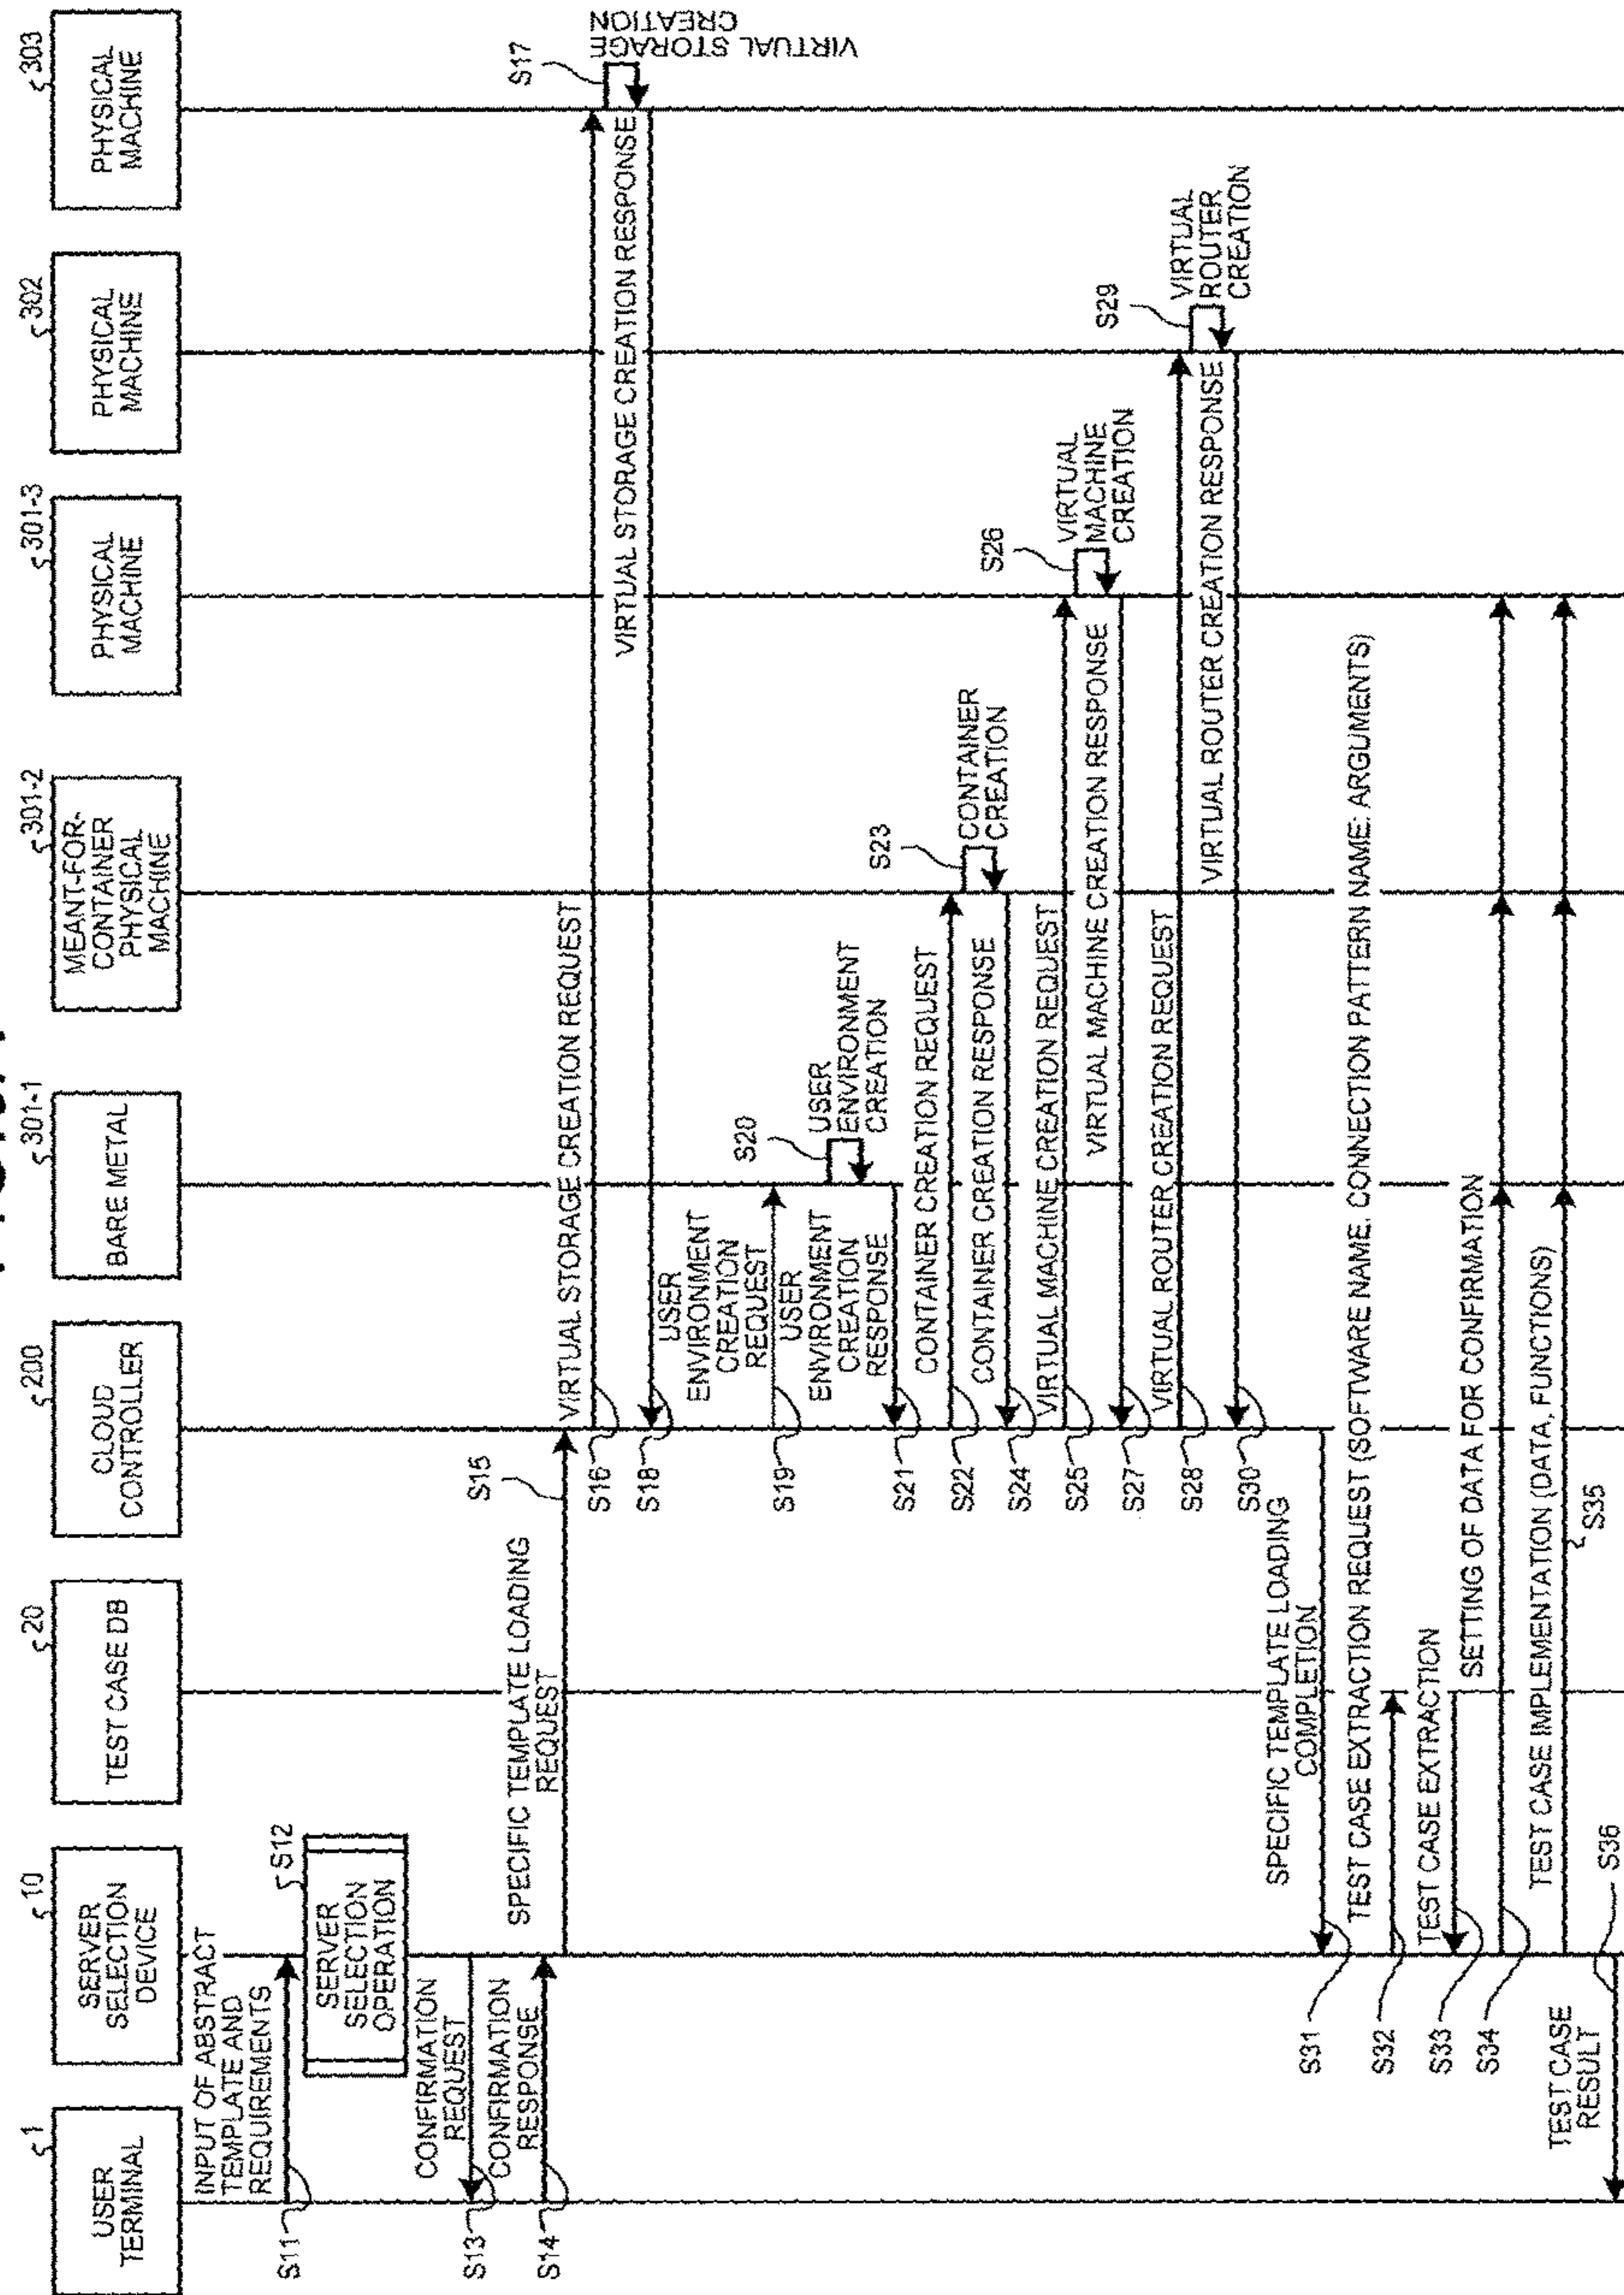 1
USER
TERMINAL
10
SERVER
SELECTION
DEVICE
20
TEST CASE DB
200
CLOUD
CONTROLLER
301-1
BARE METAL
301-2
MEANT-FOR-
CONTAINER
PHYSICAL
MACHINE
301-3
PHYSICAL
MACHINE
302
PHYSICAL
MACHINE
303
PHYSICAL
MACHINE
INPUT OF ABSTRACT
TEMPLATE AND
REQUIREMENTS
S11
S12
SERVER
SELECTION
OPERATION
CONFIRMATION
REQUEST
S13
CONFIRMATION
RESPONSE
S14
SPECIFIC TEMPLATE LOADING
REQUEST
S15
VIRTUAL STORAGE CREATION REQUEST
S16
S17
VIRTUAL STORAGE
CREATION
VIRTUAL STORAGE CREATION RESPONSE
S18
USER
ENVIRONMENT
CREATION
REQUEST
S19
S20
USER
ENVIRONMENT
CREATION
USER
ENVIRONMENT
CREATION
RESPONSE
S21
CONTAINER CREATION REQUEST
S22
S23
CONTAINER
CREATION
CONTAINER CREATION RESPONSE
S24
VIRTUAL MACHINE CREATION REQUEST
S25
S26
VIRTUAL
MACHINE
CREATION
VIRTUAL MACHINE CREATION RESPONSE
S27
VIRTUAL ROUTER CREATION REQUEST
S28
S29
VIRTUAL
ROUTER
CREATION
VIRTUAL ROUTER CREATION RESPONSE
S30
SPECIFIC TEMPLATE LOADING
COMPLETION
S31
TEST CASE EXTRACTION REQUEST (SOFTWARE NAME, CONNECTION PATTERN NAME: ARGUMENTS)
S32
TEST CASE EXTRACTION
S33
SETTING OF DATA FOR CONFIRMATION
S34
TEST CASE IMPLEMENTATION (DATA, FUNCTIONS)
S35
TEST CASE
RESULT
S36